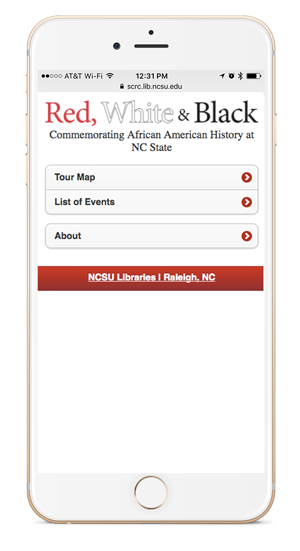 AT&T Wi-Fi 12:31 PM
scrc.lib.ncsu.edu
Red, White & Black
Commemorating African American History at
NC State
Tour Map
List of Events
About
NCSU Libraries | Raleigh, NC